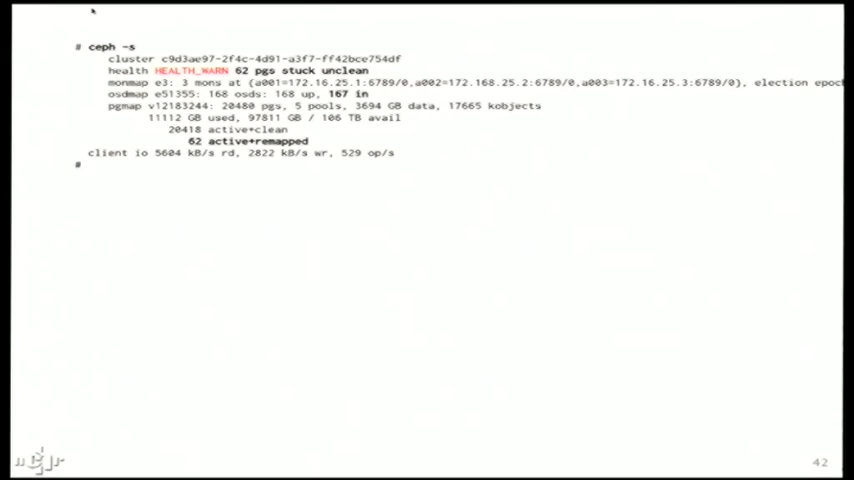 # ceph -s
cluster c9d3ae97-2f4c-4d91-a3f7-ff42bce754df
health HEALTH_WARN 62 pgs stuck unclean
monmap e3: 3 mons at {a001=172.16.25.1:6789/0,a002=172.168.25.2:6789/0,a003=172.16.25.3:6789/0}, election epoch
osdmap e51355: 168 osds: 168 up, 167 in
pgmap v12183244: 20480 pgs, 5 pools, 3694 GB data, 17665 kobjects
11112 GB used, 97811 GB / 106 TB avail
20418 active+clean
62 active+remapped
client io 5604 kB/s rd, 2822 kB/s wr, 529 op/s
#
42